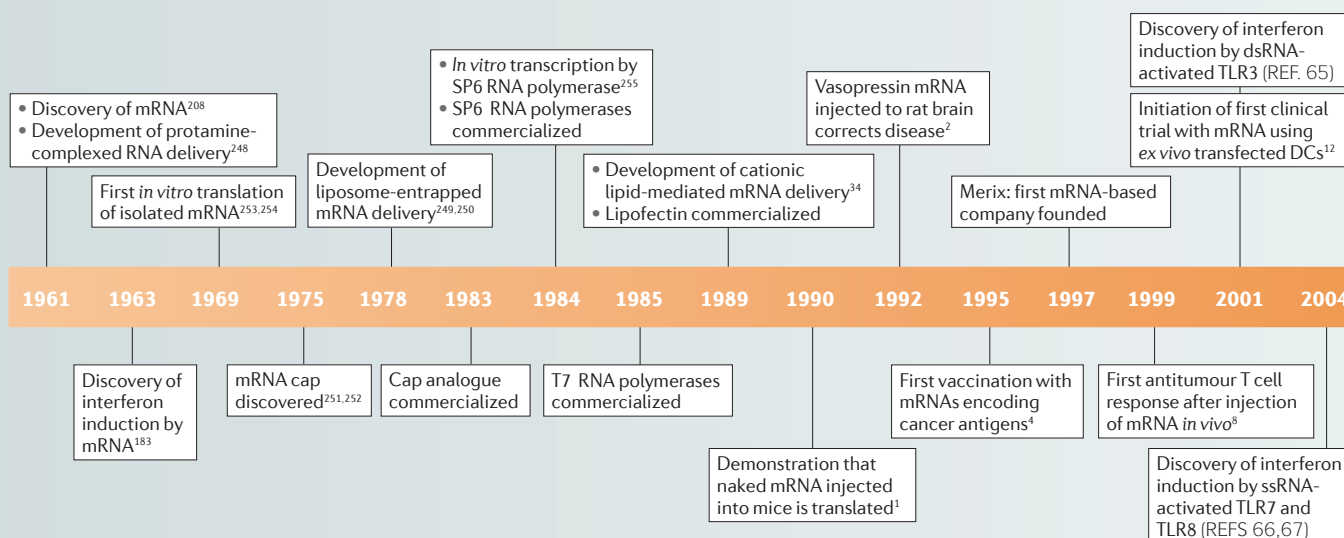 • Discovery of mRNA208
• Development of protamine-
complexed RNA delivery248
First in vitro translation
of isolated mRNA253,254
Development of
liposome-entrapped
mRNA delivery249,250
• In vitro transcription by
SP6 RNA polymerase255
• SP6 RNA polymerases
commercialized
• Development of cationic
lipid-mediated mRNA delivery34
• Lipofectin commercialized
Vasopressin mRNA
injected to rat brain
corrects disease2
Merix: first mRNA-based
company founded
Discovery of interferon
induction by dsRNA-
activated TLR3 (REF. 65)
Initiation of first clinical
trial with mRNA using
ex vivo transfected DCs12
1961 1963 1969 1975 1978 1983 1984 1985 1989 1990 1992 1995 1997 1999 2001 2004
Discovery of
interferon
induction by
mRNA183
mRNA cap
discovered251,252
Cap analogue
commercialized
T7 RNA polymerases
commercialized
Demonstration that
naked mRNA injected
into mice is translated1
First vaccination with
mRNAs encoding
cancer antigens4
First antitumour T cell
response after injection
of mRNA in vivo8
Discovery of interferon
induction by ssRNA-
activated TLR7 and
TLR8 (REFS 66,67)